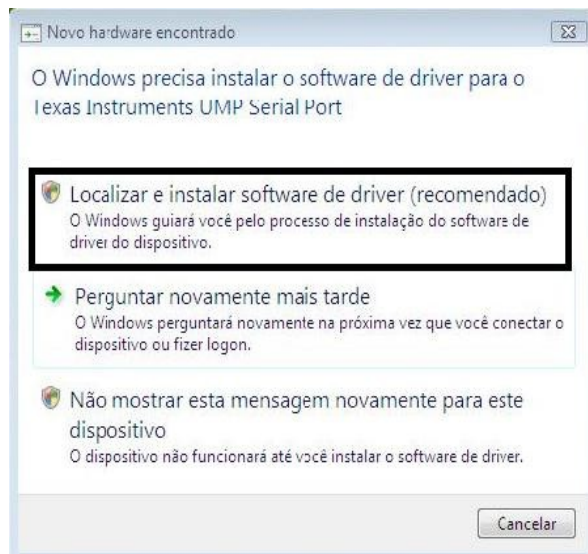 Novo hardware encontrado
O Windows precisa instalar o software de driver para o
Texas Instruments UMP Serial Port
Localizar e instalar software de driver (recomendado)
O Windows guiará você pelo processo de instalação do software de
driver do dispositivo.
Perguntar novamente mais tarde
O Windows perguntará novamente na próxima vez que você conectar o
dispositivo ou fizer logon.
Não mostrar esta mensagem novamente para este
dispositivo
O dispositivo não funcionará até você instalar o software de driver.
Cancelar